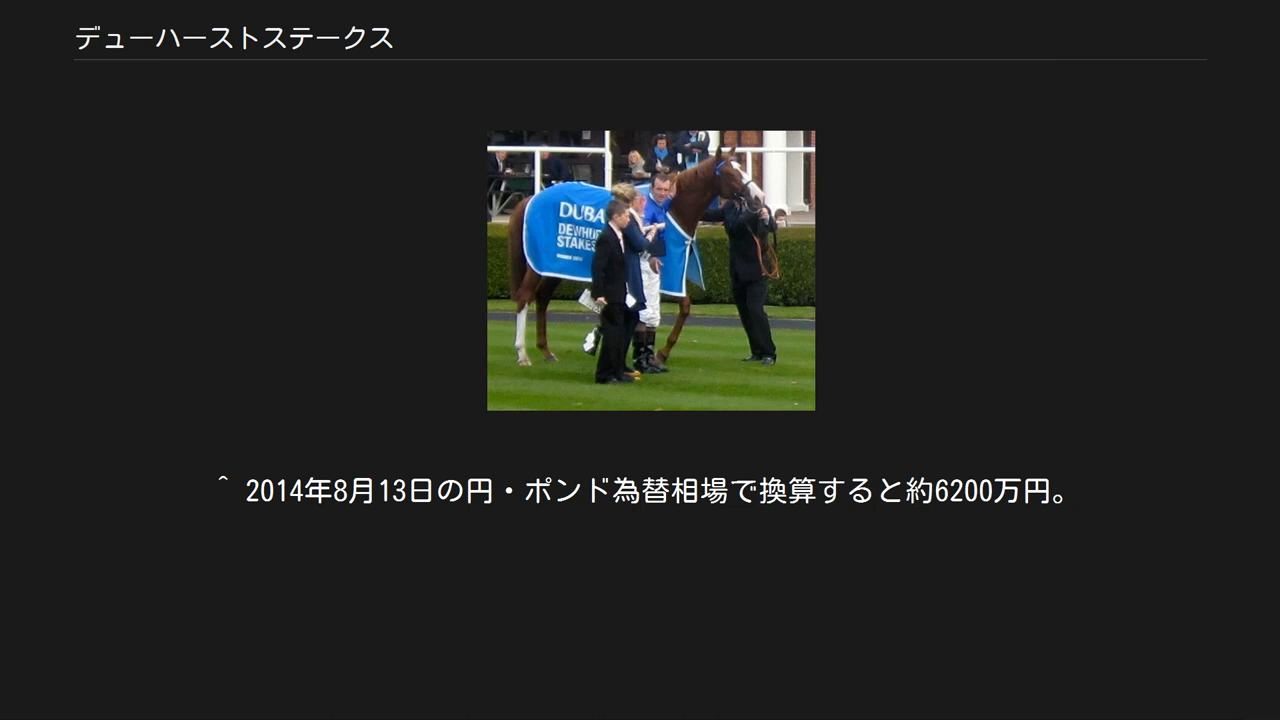 デューハーストステークス
DUBA
DEWHUR
STAKES
^ 2014年8月13日の円・ポンド為替相場で換算すると約6200万円。